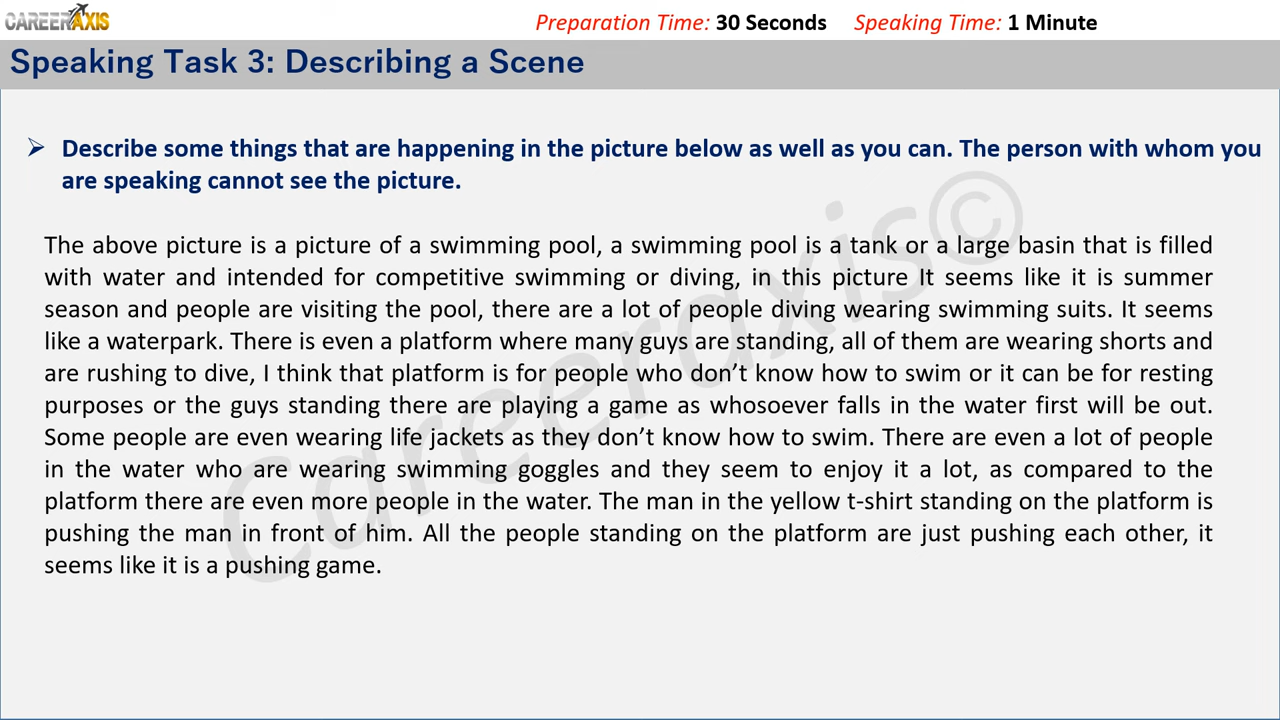 CAREERAXIS
Preparation Time: 30 Seconds Speaking Time: 1 Minute
Speaking Task 3: Describing a Scene
Describe some things that are happening in the picture below as well as you can. The person with whom you
are speaking cannot see the picture.
The above picture is a picture of a swimming pool, a swimming pool is a tank or a large basin that is filled
with water and intended for competitive swimming or diving, in this picture It seems like it is summer
season and people are visiting the pool, there are a lot of people diving wearing swimming suits. It seems
like a waterpark. There is even a platform where many guys are standing, all of them are wearing shorts and
are rushing to dive, I think that platform is for people who don’t know how to swim or it can be for resting
purposes or the guys standing there are playing a game as whosoever falls in the water first will be out.
Some people are even wearing life jackets as they don’t know how to swim. There are even a lot of people
in the water who are wearing swimming goggles and they seem to enjoy it a lot, as compared to the
platform there are even more people in the water. The man in the yellow t-shirt standing on the platform is
pushing the man in front of him. All the people standing on the platform are just pushing each other, it
seems like it is a pushing game.
Careeraxis©